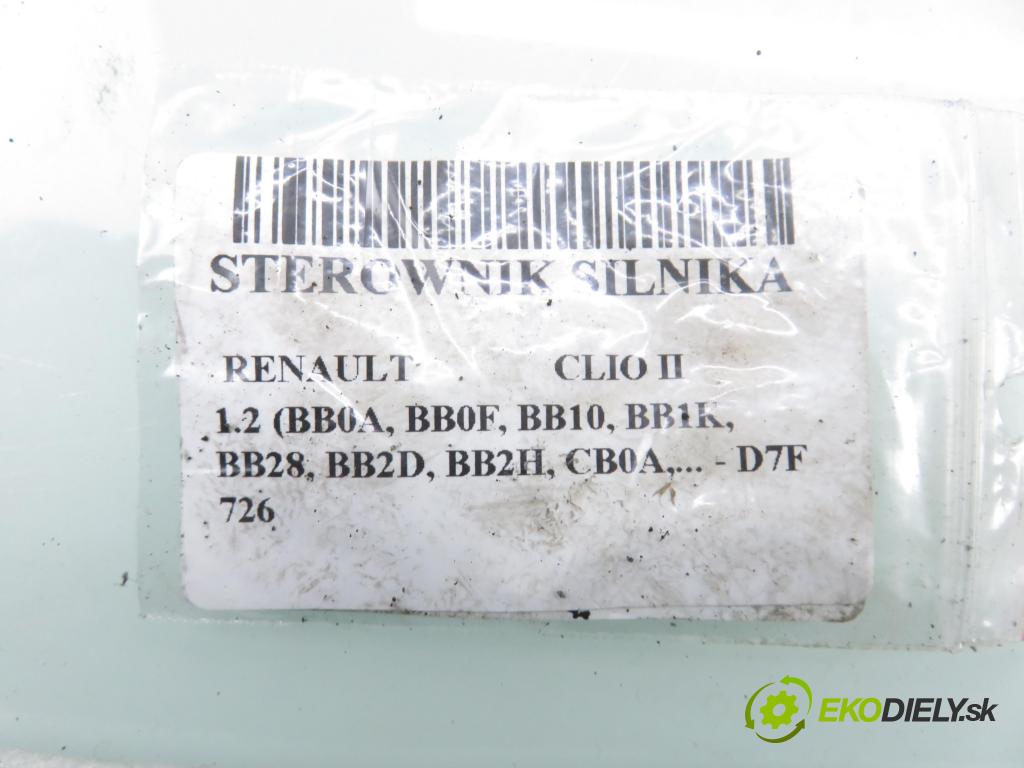 STEROWNIK SILNIKA
RENAULT CLIO II
1.2 (BB0A, BB0F, BB10, BB1K,
BB28, BB2D, BB2H, CB0A,... - D7F
726
EKODIELY.sk